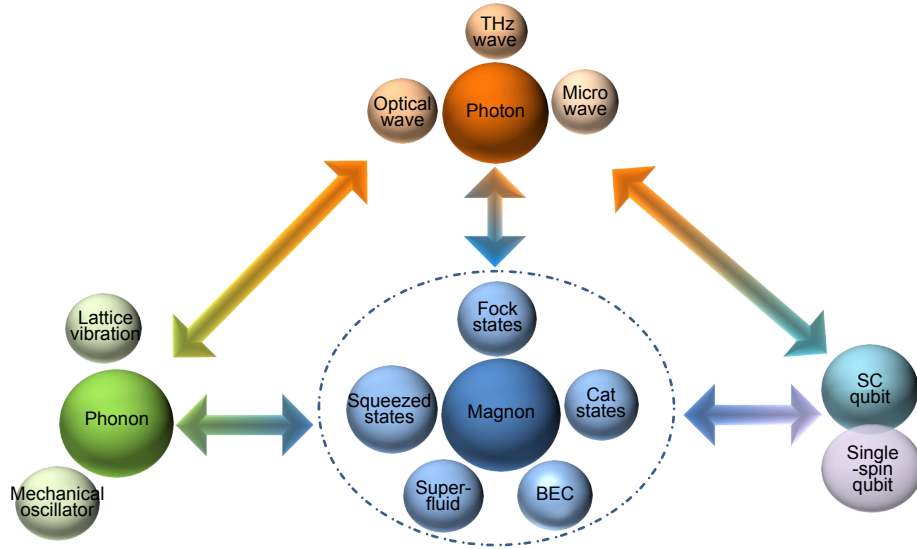 THz
wave
Optical
wave
Photon
Micro
wave
Lattice
vibration
Phonon
Mechanical
oscillator
Fock
states
Squeezed
states
Magnon
Cat
states
Super-
fluid
BEC
SC
qubit
Single
-spin
qubit